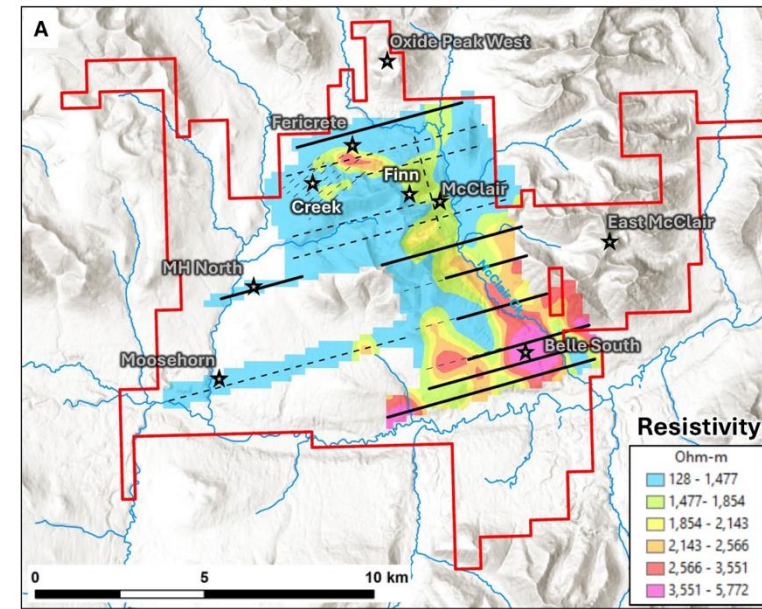 A
Oxide Peak West
Fericrete
Finn
McClair
Creek
East McClair
MH North
McClair Ck
Belle South
Moosehorn
Resistivity
Ohm-m
128 - 1,477
1,477- 1,854
1,854 - 2,143
2,143 - 2,566
2,566 - 3,551
3,551 - 5,772
0 5 10 km